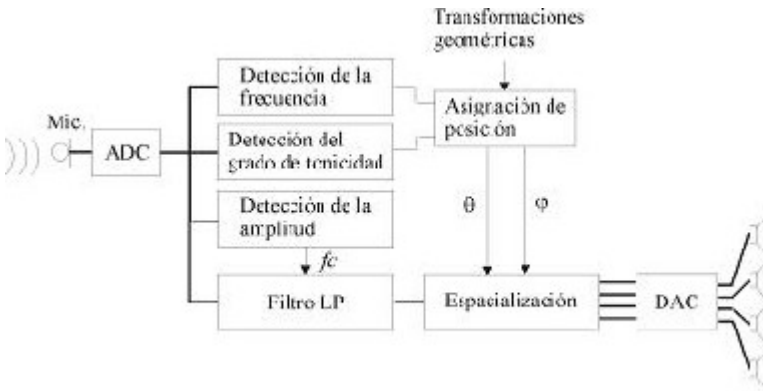 Transformaciones
geométricas
Detección de la
frecuencia
Asignación de
posición
Mic.
ADC
Detección del
grado de tonicidad
Detección de la
amplitud
θ
φ
fc
Filtro LP
Espacialización
DAC